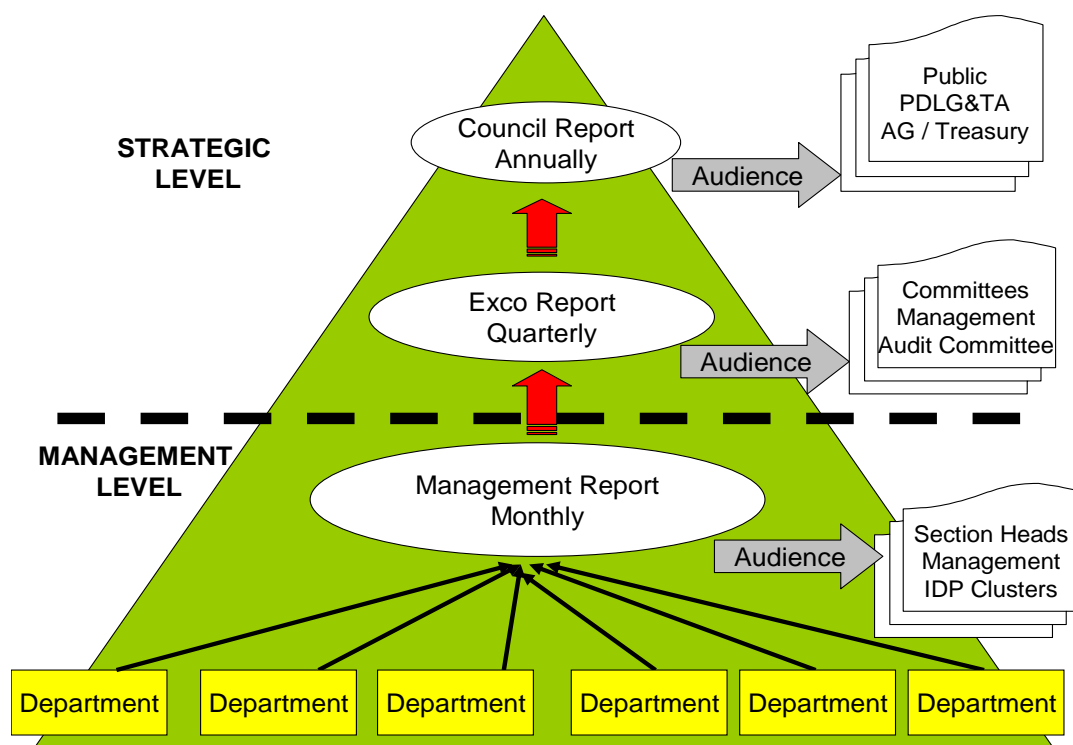 STRATEGIC
LEVEL
Council Report
Annually
Audience
Public
PDLG&TA
AG / Treasury
Exco Report
Quarterly
Audience
Committees
Management
Audit Committee
MANAGEMENT
LEVEL
Management Report
Monthly
Audience
Section Heads
Management
IDP Clusters
Department
Department
Department
Department
Department
Department